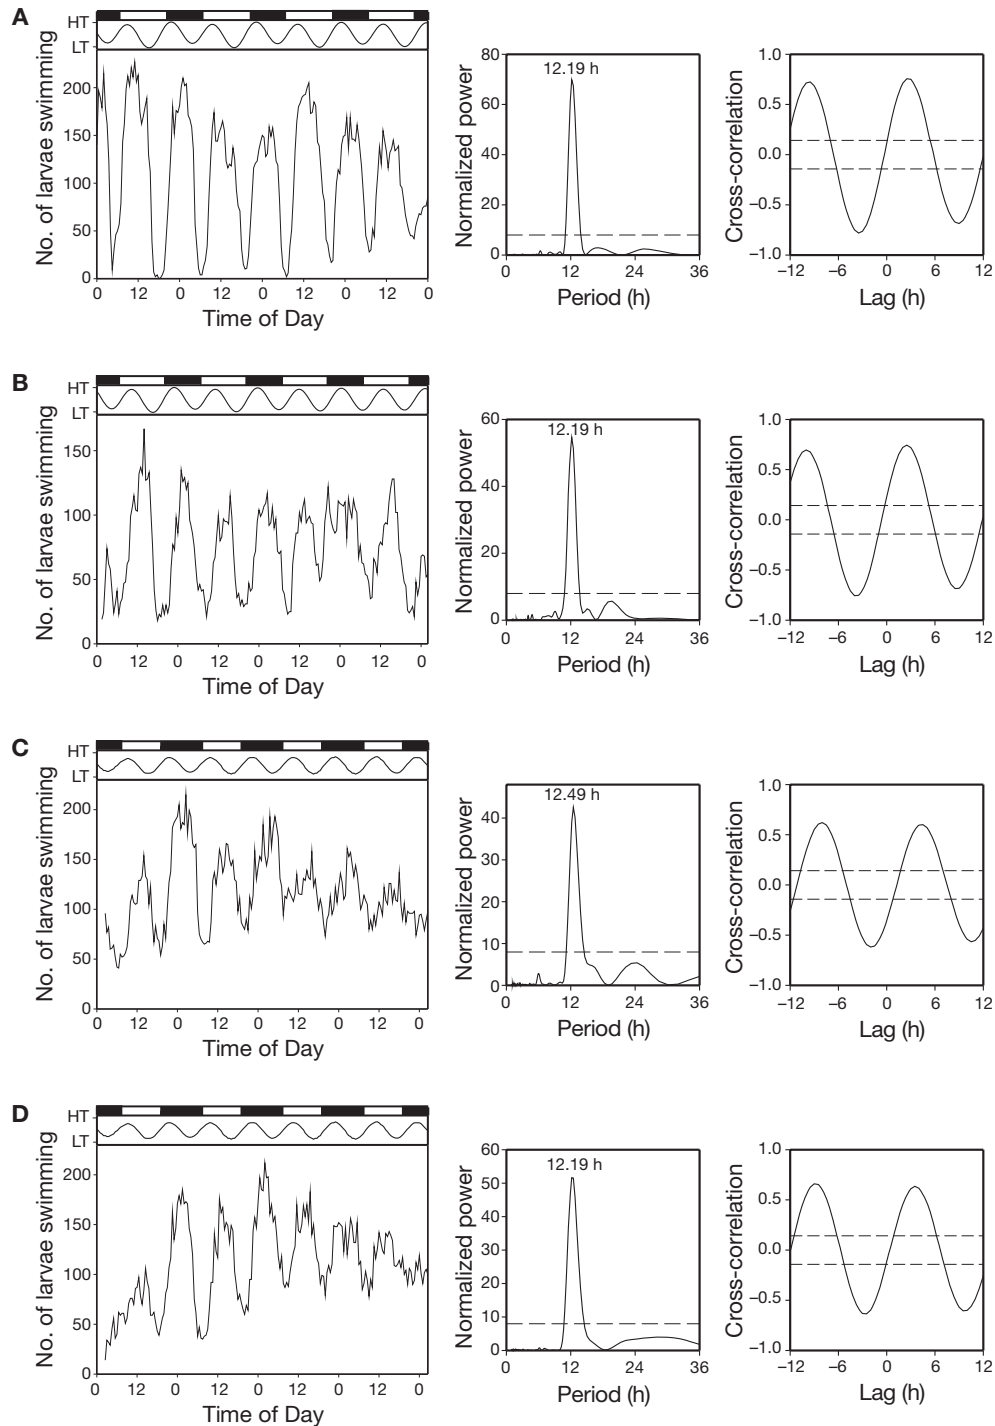 A
HT
LT
No. of larvae swimming
200
150
100
50
0
0 12 0 12 0 12 0 12 0
Time of Day
12.19 h
Normalized power
80
60
40
20
0
0 12 24 36
Period (h)
Cross-correlation
1.0
0.5
0.0
−0.5
−1.0
−12 −6 0 6 12
Lag (h)
B
HT
LT
No. of larvae swimming
150
100
50
0
0 12 0 12 0 12 0 12 0
Time of Day
12.19 h
Normalized power
60
40
20
0
0 12 24 36
Period (h)
Cross-correlation
1.0
0.5
0.0
−0.5
−1.0
−12 −6 0 6 12
Lag (h)
C
HT
LT
No. of larvae swimming
200
150
100
50
0
0 12 0 12 0 12 0 12 0
Time of Day
12.49 h
Normalized power
40
30
20
10
0
0 12 24 36
Period (h)
Cross-correlation
1.0
0.5
0.0
−0.5
−1.0
−12 −6 0 6 12
Lag (h)
D
HT
LT
No. of larvae swimming
200
150
100
50
0
0 12 0 12 0 12 0 12 0
Time of Day
12.19 h
Normalized power
60
50
40
30
20
10
0
0 12 24 36
Period (h)
Cross-correlation
1.0
0.5
0.0
−0.5
−1.0
−12 −6 0 6 12
Lag (h)